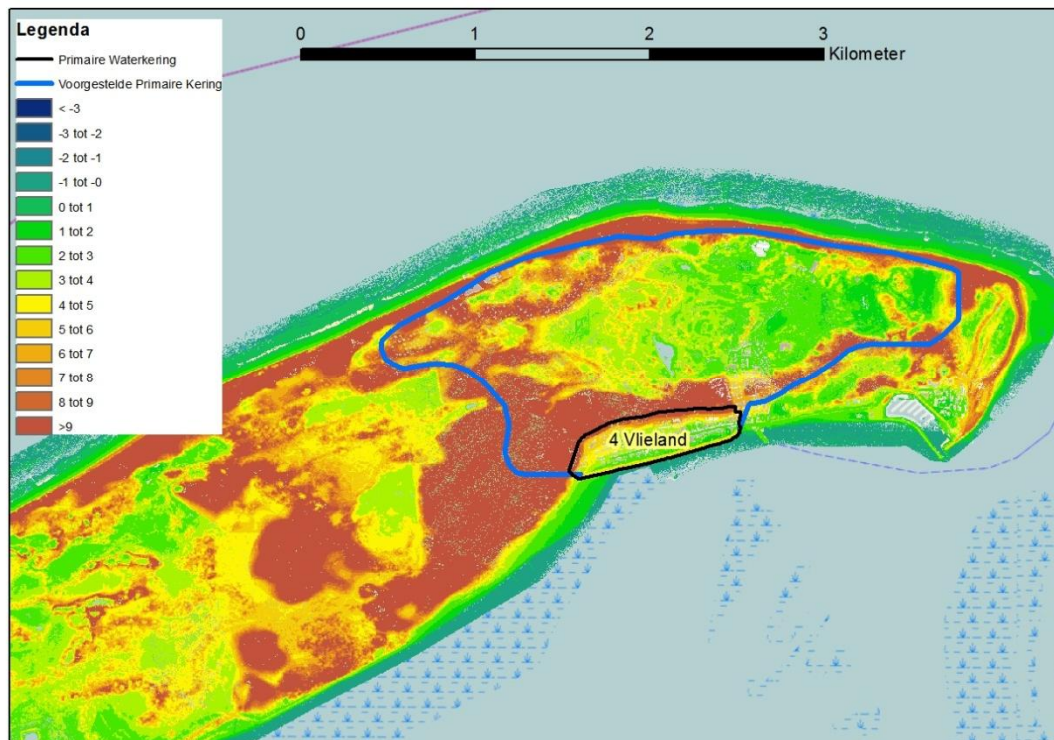 Legenda
Primaire Waterkering
Voorgestelde Primaire Kering
< -3
-3 tot -2
-2 tot -1
-1 tot -0
0 tot 1
1 tot 2
2 tot 3
3 tot 4
4 tot 5
5 tot 6
6 tot 7
7 tot 8
8 tot 9
>9
0 1 2 3
Kilometer
4 Vlieland